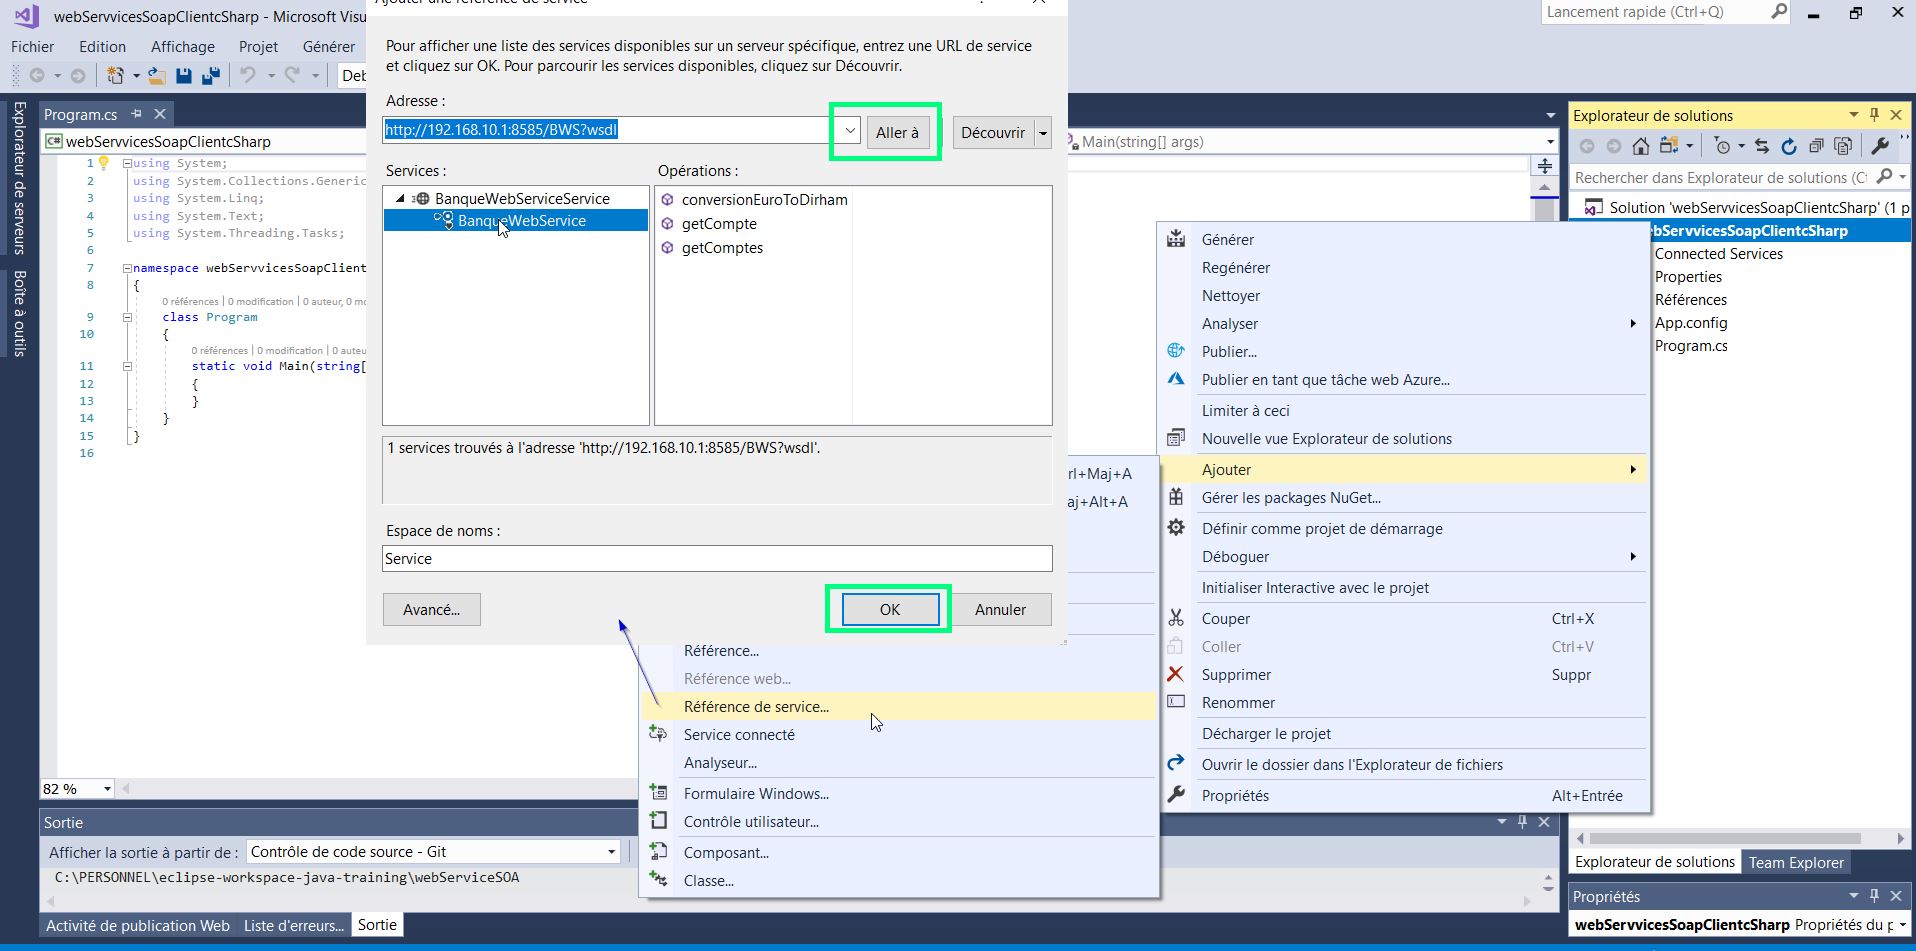 webServvicesSoapClientcSharp - Microsoft Visu
Lancement rapide (Ctrl+Q)
Fichier Edition Affichage Projet Générer
Deb
Ajouter une référence de service
Pour afficher une liste des services disponibles sur un serveur spécifique, entrez une URL de service
et cliquez sur OK. Pour parcourir les services disponibles, cliquez sur Découvrir.
Adresse :
http://192.168.10.1:8585/BWS?wsdl
Aller à
Découvrir
Services :
Opérations :
BanqueWebServiceService
BanqueWebService
conversionEuroToDirham
getCompte
getComptes
1 services trouvés à l'adresse 'http://192.168.10.1:8585/BWS?wsdl'.
Espace de noms :
Service
Avancé...
OK
Annuler
Explorateur de serveurs
Boîte à outils
Program.cs
C# webServvicesSoapClientcSharp
Main(string[] args)
1 using System;
2 using System.Collections.Generic
3 using System.Linq;
4 using System.Text;
5 using System.Threading.Tasks;
6
7 namespace webServvicesSoapClient
8 {
0 références | 0 modification | 0 auteur, 0 mo
9 class Program
10 {
0 références | 0 modification | 0 auteu
11 static void Main(string[
12 {
13 }
14 }
15 }
16
82 %
Sortie
Afficher la sortie à partir de : Contrôle de code source - Git
C:\PERSONNEL\eclipse-workspace-java-training\webServiceSOA
Activité de publication Web Liste d'erreurs... Sortie
rl+Maj+A
aj+Alt+A
Référence...
Référence web...
Référence de service...
Service connecté
Analyseur...
Formulaire Windows...
Contrôle utilisateur...
Composant...
Classe...
Générer
Regénérer
Nettoyer
Analyser
Publier...
Publier en tant que tâche web Azure...
Limiter à ceci
Nouvelle vue Explorateur de solutions
Ajouter
Gérer les packages NuGet...
Définir comme projet de démarrage
Déboguer
Initialiser Interactive avec le projet
Couper Ctrl+X
Coller Ctrl+V
Supprimer Suppr
Renommer
Décharger le projet
Ouvrir le dossier dans l'Explorateur de fichiers
Propriétés Alt+Entrée
Explorateur de solutions
Rechercher dans Explorateur de solutions (Ct
Solution 'webServvicesSoapClientcSharp' (1 p
bServvicesSoapClientcSharp
Connected Services
Properties
Références
App.config
Program.cs
Explorateur de solutions Team Explorer
Propriétés
webServvicesSoapClientcSharp Propriétés du p